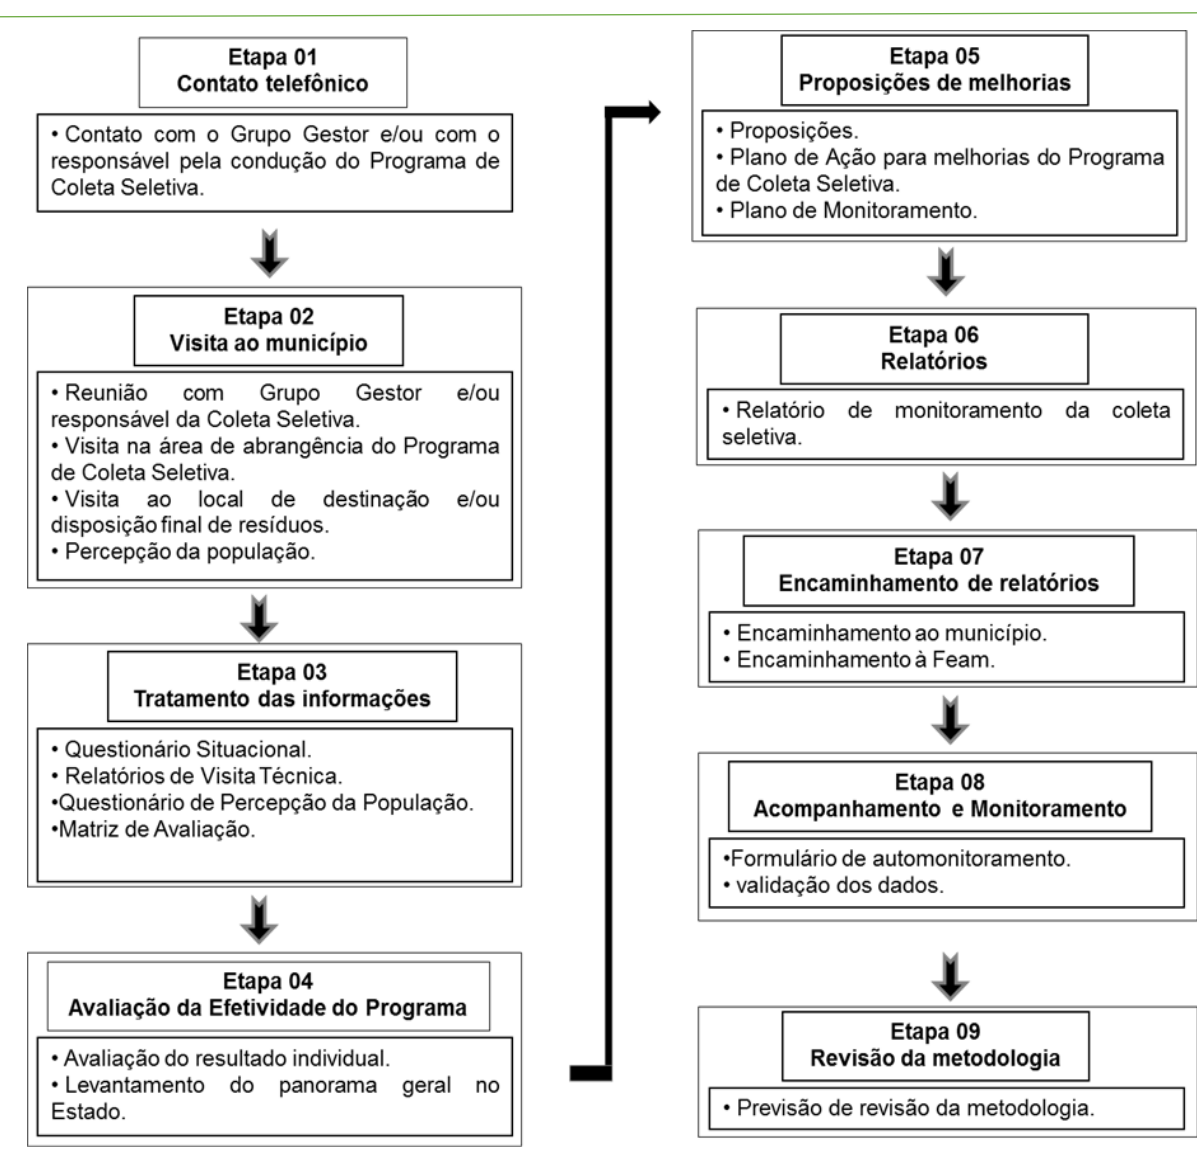 Etapa 01
Contato telefônico
• Contato com o Grupo Gestor e/ou com o
responsável pela condução do Programa de
Coleta Seletiva.
Etapa 02
Visita ao município
• Reunião com Grupo Gestor e/ou
responsável da Coleta Seletiva.
• Visita na área de abrangência do Programa
de Coleta Seletiva.
• Visita ao local de destinação e/ou
disposição final de resíduos.
• Percepção da população.
Etapa 03
Tratamento das informações
• Questionário Situacional.
• Relatórios de Visita Técnica.
•Questionário de Percepção da População.
•Matriz de Avaliação.
Etapa 04
Avaliação da Efetividade do Programa
• Avaliação do resultado individual.
• Levantamento do panorama geral no
Estado.
Etapa 05
Proposições de melhorias
• Proposições.
• Plano de Ação para melhorias do Programa
de Coleta Seletiva.
• Plano de Monitoramento.
Etapa 06
Relatórios
• Relatório de monitoramento da coleta
seletiva.
Etapa 07
Encaminhamento de relatórios
• Encaminhamento ao município.
• Encaminhamento à Feam.
Etapa 08
Acompanhamento e Monitoramento
•Formulário de automonitoramento.
• validação dos dados.
Etapa 09
Revisão da metodologia
• Previsão de revisão da metodologia.